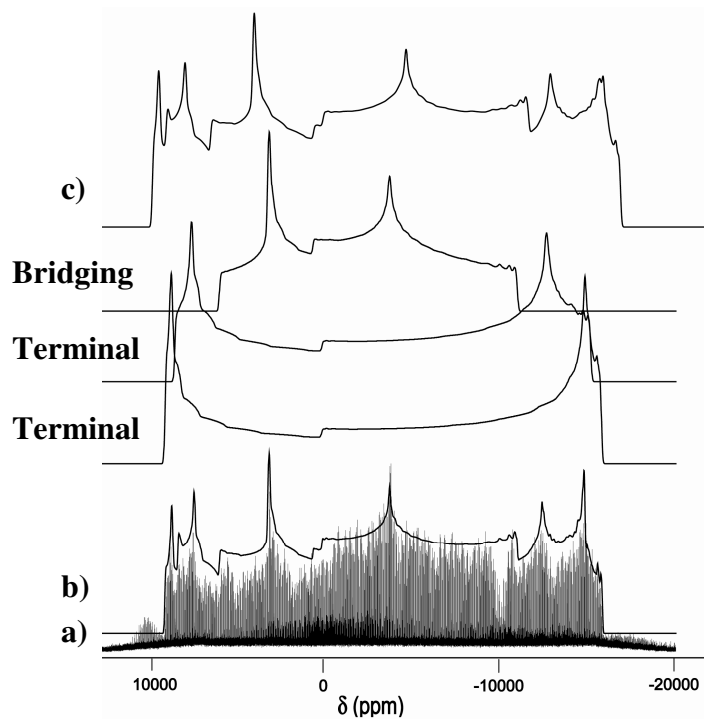 c)
Bridging
Terminal
Terminal
b)
a)
10000 0 -10000 -20000
δ (ppm)